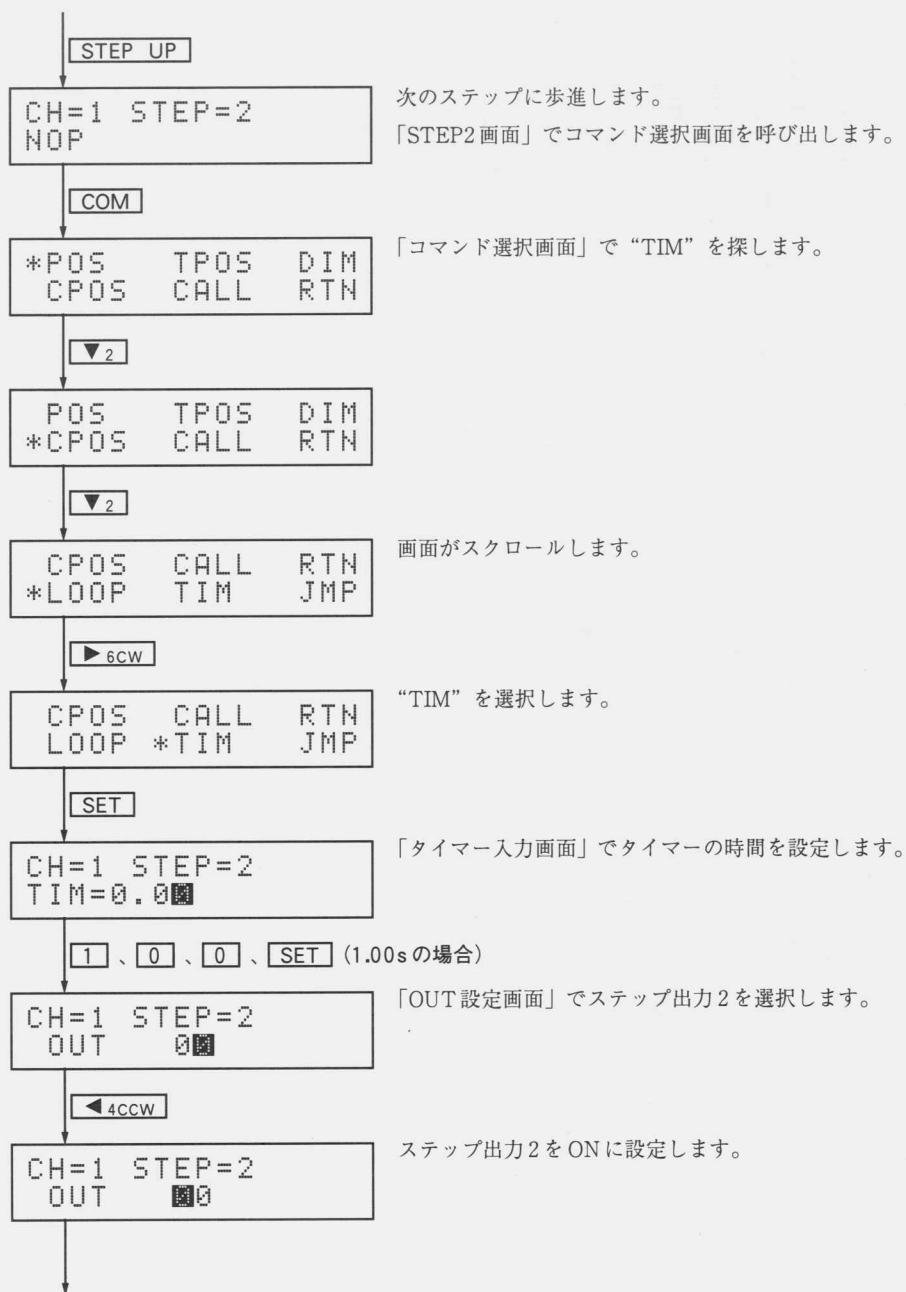 STEP UP
CH=1 STEP=2
NOP
次のステップに歩進します。
「STEP2画面」でコマンド選択画面を呼び出します。
COM
*POS TPOS DIM
CPOS CALL RTN
「コマンド選択画面」で“TIM”を探します。
▼2
POS TPOS DIM
*CPOS CALL RTN
▼2
CPOS CALL RTN
*LOOP TIM JMP
画面がスクロールします。
▶6CW
CPOS CALL RTN
LOOP *TIM JMP
“TIM”を選択します。
SET
CH=1 STEP=2
TIM=0.00
「タイマー入力画面」でタイマーの時間を設定します。
1、0、0、SET(1.00sの場合)
CH=1 STEP=2
OUT 00
「OUT設定画面」でステップ出力2を選択します。
◀4CCW
CH=1 STEP=2
OUT 00
ステップ出力2をONに設定します。